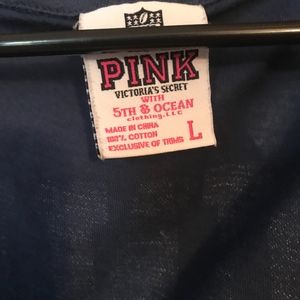 PINK
VICTORIA'S SECRET
WITH
5TH & OCEAN
clothing, LLC
MADE IN CHINA
100% COTTON
EXCLUSIVE OF TRIMS
L